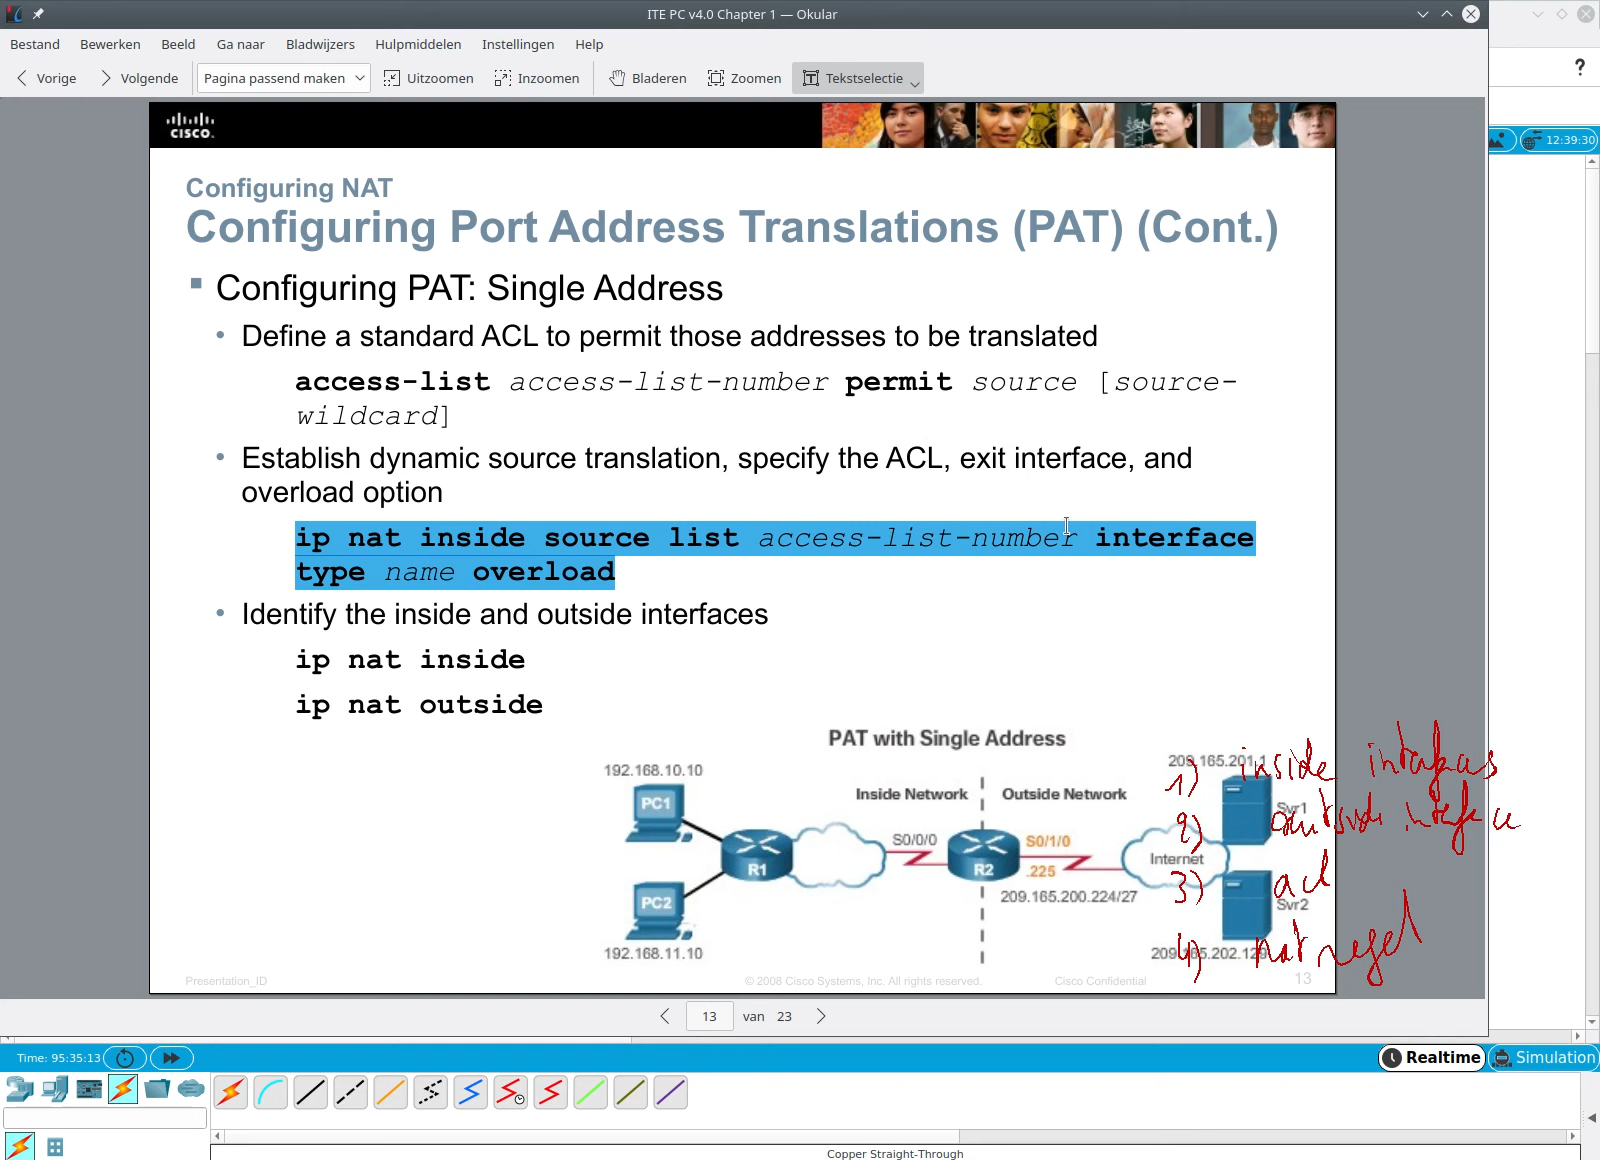 ITE PC v4.0 Chapter 1 — Okular
Bestand Bewerken Beeld Ga naar Bladwijzers Hulpmiddelen Instellingen Help
Vorige Volgende Pagina passend maken Uitzoomen Inzoomen Bladeren Zoomen Tekstselectie
?
12:39:30
CISCO.
Configuring NAT
Configuring Port Address Translations (PAT) (Cont.)
Configuring PAT: Single Address
Define a standard ACL to permit those addresses to be translated
access-list access-list-number permit source [source-
wildcard]
Establish dynamic source translation, specify the ACL, exit interface, and
overload option
ip nat inside source list access-list-number interface
type name overload
Identify the inside and outside interfaces
ip nat inside
ip nat outside
PAT with Single Address
192.168.10.10
209.165.201.1
PC1
Inside Network
Outside Network
Svr1
S0/0/0
S0/1/0
R1
R2
.225
Internet
209.165.200.224/27
PC2
Svr2
192.168.11.10
209.165.202.129
1) inside
2) interface
3) acl
4) nat regel
Presentation_ID © 2008 Cisco Systems, Inc. All rights reserved. Cisco Confidential 13
13 van 23
Time: 95:35:13 Realtime Simulation
Copper Straight-Through